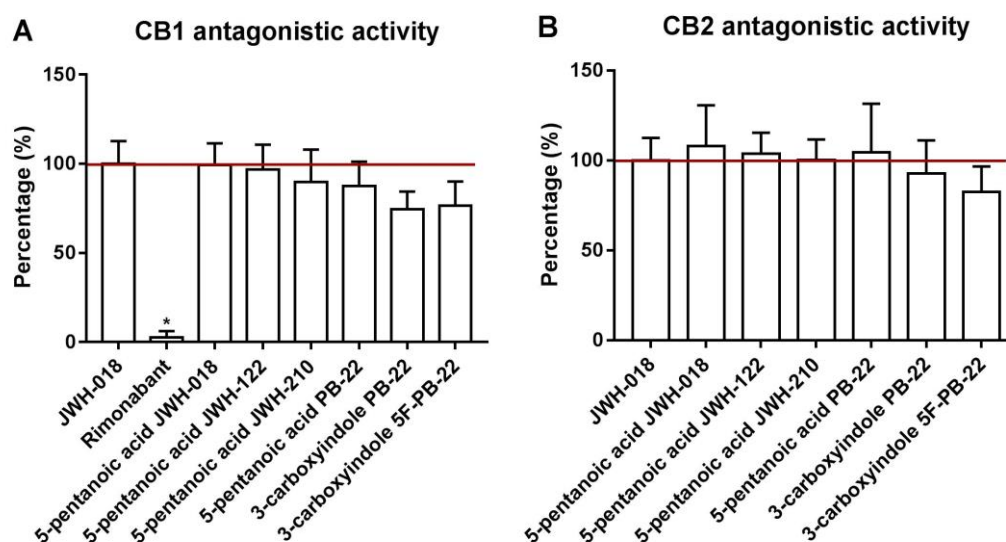 A
CB1 antagonistic activity
Percentage (%)
150
100
50
0
*
JWH-018
Rimonabant
5-pentanoic acid JWH-018
5-pentanoic acid JWH-122
5-pentanoic acid JWH-210
5-pentanoic acid PB-22
3-carboxyindole PB-22
3-carboxyindole 5F-PB-22
B
CB2 antagonistic activity
Percentage (%)
150
100
50
0
JWH-018
5-pentanoic acid JWH-018
5-pentanoic acid JWH-122
5-pentanoic acid JWH-210
5-pentanoic acid PB-22
3-carboxyindole PB-22
3-carboxyindole 5F-PB-22